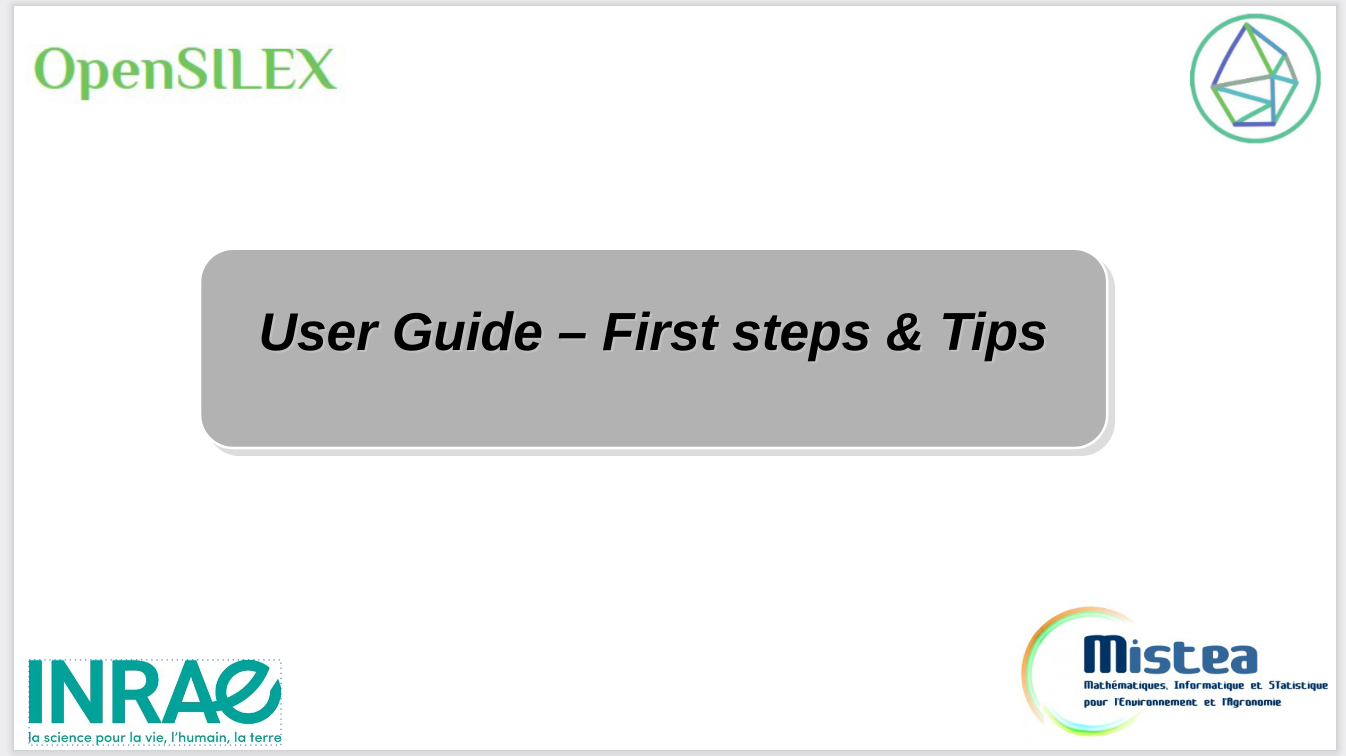 OpenSILEX
User Guide – First steps & Tips
INRAE
la science pour la vie, l'humain, la terre
Mistea
Mathématiques, Informatique et STatistique
pour l'Environnement et l'Agronomie